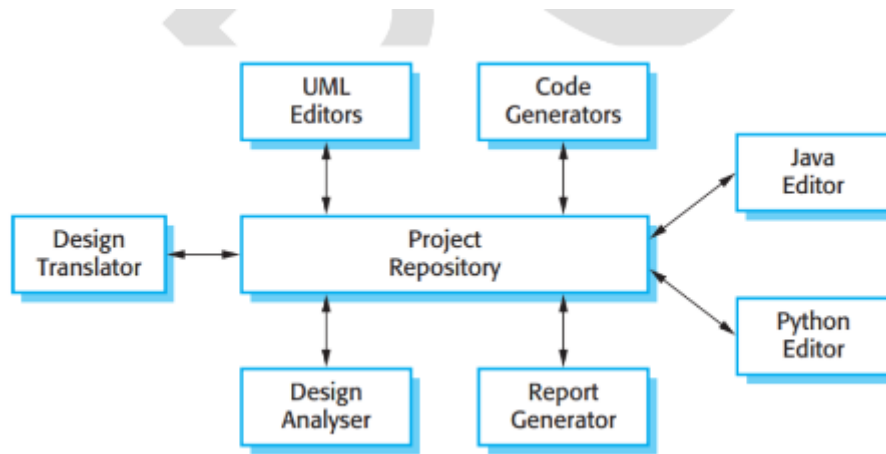 UML
Editors
Code
Generators
Java
Editor
Design
Translator
Project
Repository
Python
Editor
Design
Analyser
Report
Generator